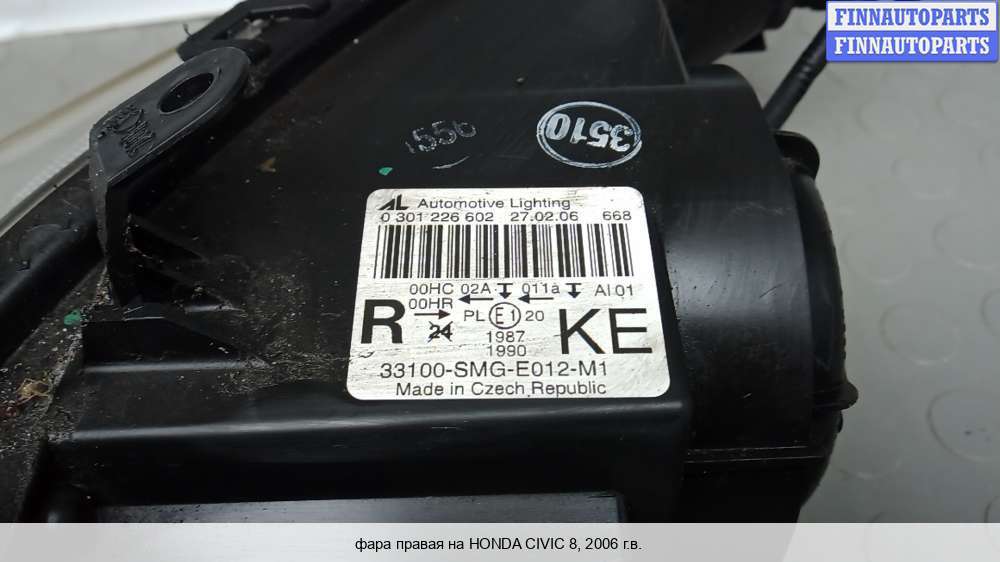 FINNAUTOPARTS
FINNAUTOPARTS
3510
1556
AL Automotive Lighting
0 301 226 602 27.02.06 668
00HC 02A 011a AI 01
00HR
R 24 PL E1 20 KE
1987
1990
33100-SMG-E012-M1
Made in Czech Republic
фара правая на HONDA CIVIC 8, 2006 г.в.